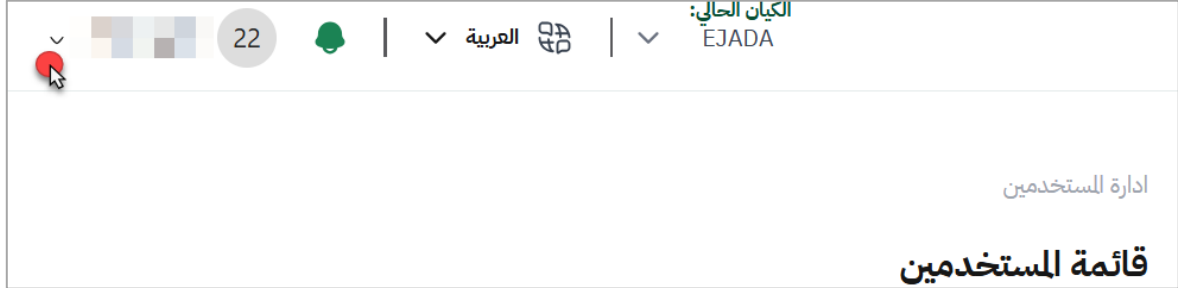 الكيان الحالي:
EJADA
العربية
22
ادارة المستخدمين
قائمة المستخدمين